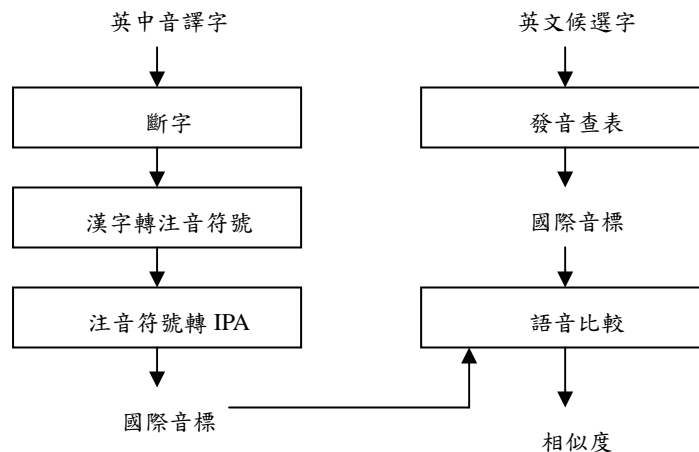 英中音譯字
斷字
漢字轉注音符號
注音符號轉 IPA
國際音標
英文候選字
發音查表
國際音標
語音比較
相似度